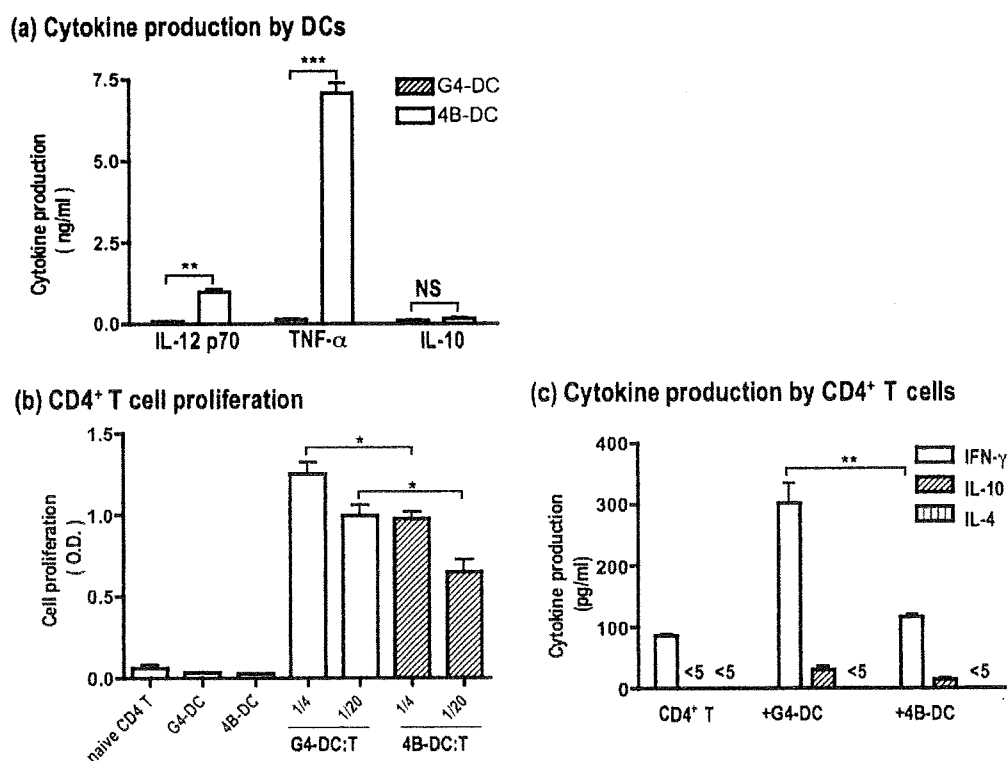 (a) Cytokine production by DCs
Cytokine production
( ng/ml )
7.5
5.0
2.5
0.0
**
***
NS
G4-DC
4B-DC
IL-12 p70 TNF-α IL-10
(b) CD4⁺ T cell proliferation
Cell proliferation
( O.D. )
1.5
1.0
0.5
0.0
*
*
naive CD4 T G4-DC 4B-DC 1/4 1/20 1/4 1/20
G4-DC:T 4B-DC:T
(c) Cytokine production by CD4⁺ T cells
Cytokine production
(pg/ml)
400
300
200
100
0
**
IFN-γ
IL-10
IL-4
<5 <5 <5 <5
CD4⁺ T +G4-DC +4B-DC